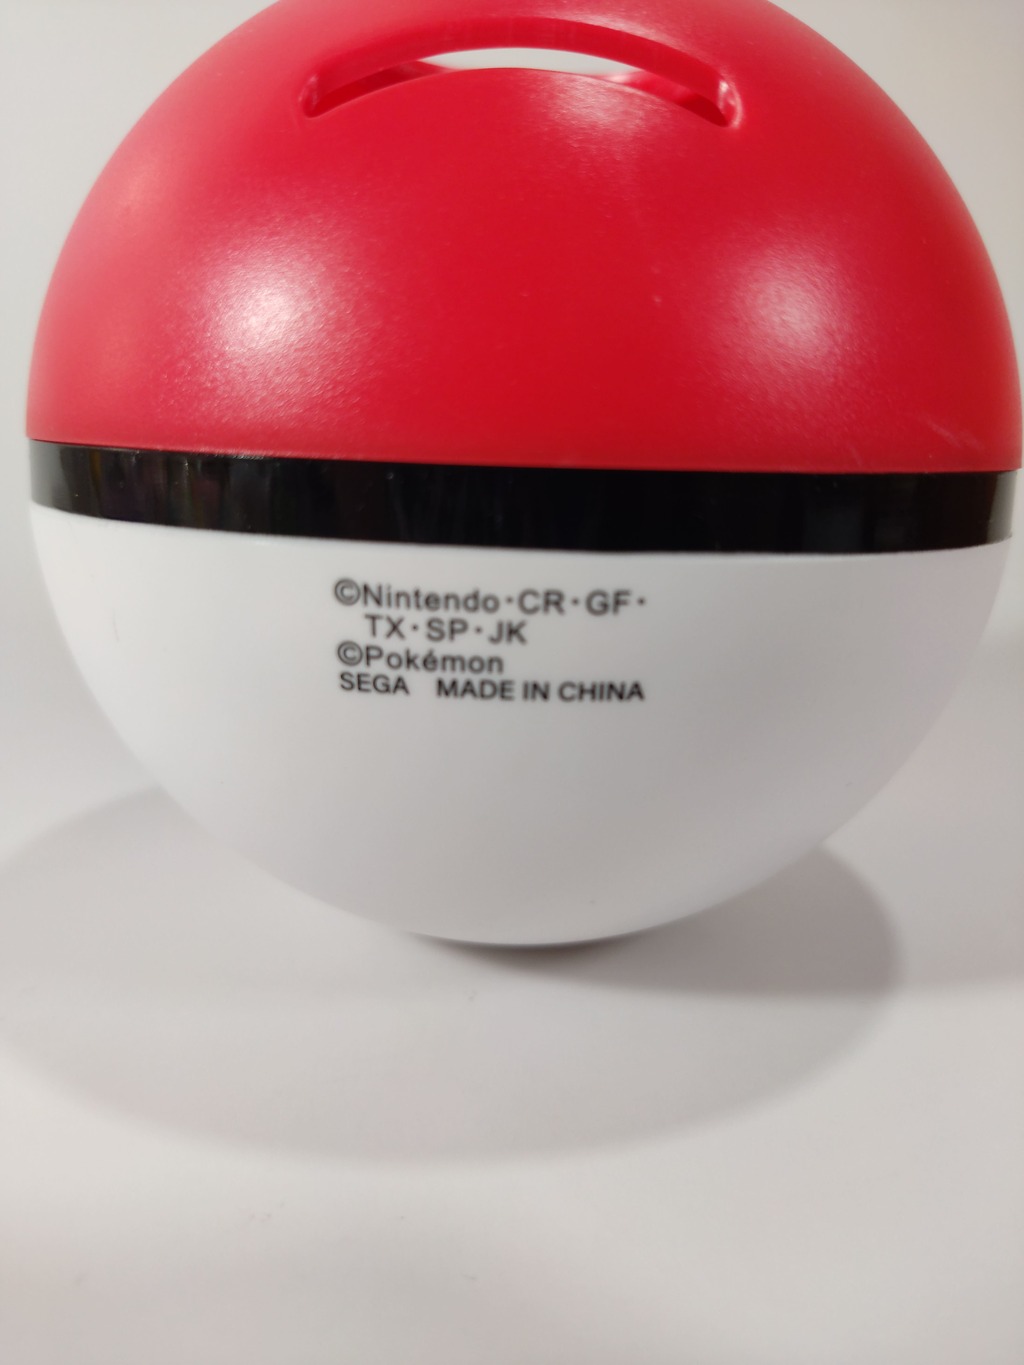 ©Nintendo・CR・GF・
TX・SP・JK
©Pokémon
SEGA MADE IN CHINA